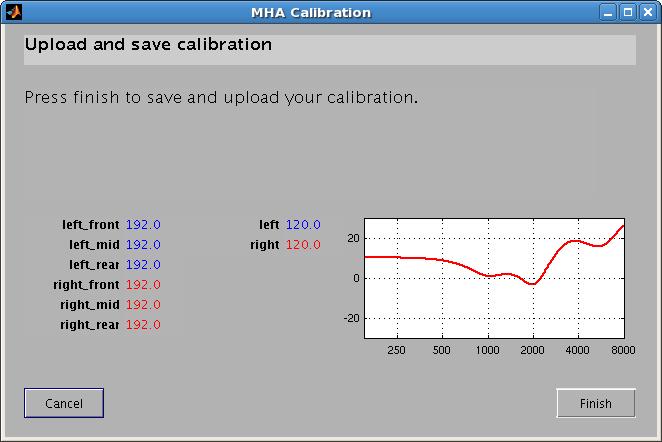 MHA Calibration
Upload and save calibration
Press finish to save and upload your calibration.
left_front 192.0
left_mid 192.0
left_rear 192.0
right_front 192.0
right_mid 192.0
right_rear 192.0
left 120.0
right 120.0
20
0
-20
250 500 1000 2000 4000 8000
Cancel
Finish